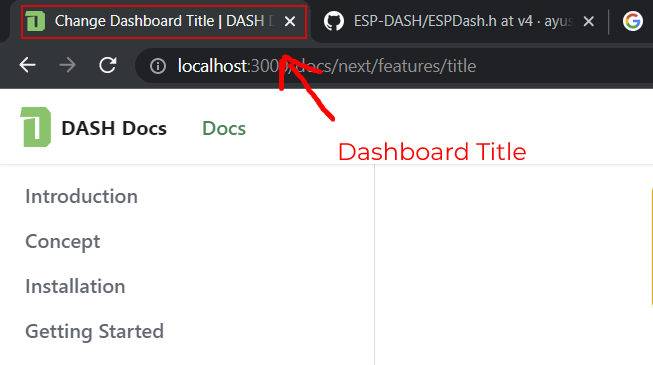 Change Dashboard Title | DASH D
ESP-DASH/ESPDash.h at v4 · ayus
localhost:3000/docs/next/features/title
DASH Docs
Docs
Dashboard Title
Introduction
Concept
Installation
Getting Started